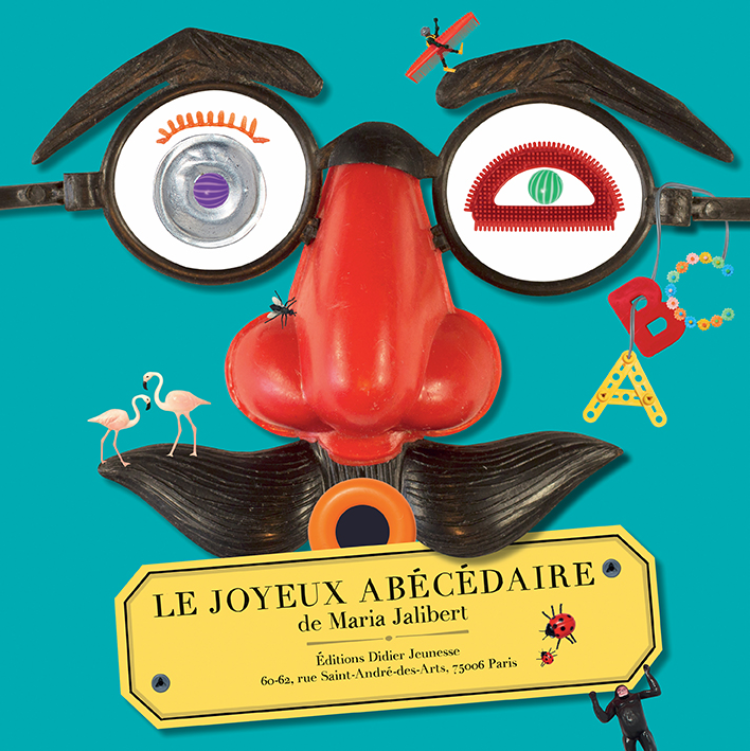 B C
A
LE JOYEUX ABÉCÉDAIRE
de Maria Jalibert
Éditions Didier Jeunesse
60-62, rue Saint-André-des-Arts, 75006 Paris